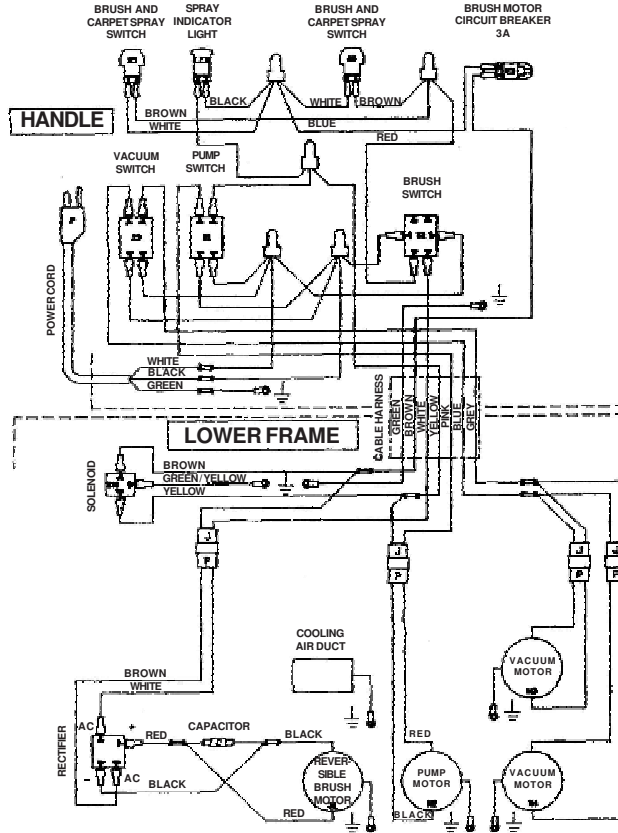 BRUSH AND
CARPET SPRAY
SWITCH
SPRAY
INDICATOR
LIGHT
BRUSH AND
CARPET SPRAY
SWITCH
BRUSH MOTOR
CIRCUIT BREAKER
3A
BLACK
WHITE
BROWN
BROWN
WHITE
BLUE
RED
HANDLE
VACUUM
SWITCH
PUMP
SWITCH
BRUSH
SWITCH
POWER CORD
WHITE
BLACK
GREEN
CABLE HARNESS
GREEN
BROWN
WHITE
YELLOW
PINK
BLUE
GREY
LOWER FRAME
SOLENOID
BROWN
GREEN/YELLOW
YELLOW
J
P
J
P
J
P
J
P
COOLING
AIR DUCT
VACUUM
MOTOR
BROWN
WHITE
AC
+
RED
CAPACITOR
BLACK
RED
RECTIFIER
-
AC
BLACK
REVER-
SIBLE
BRUSH
MOTOR
RED
PUMP
MOTOR
BLACK
VACUUM
MOTOR